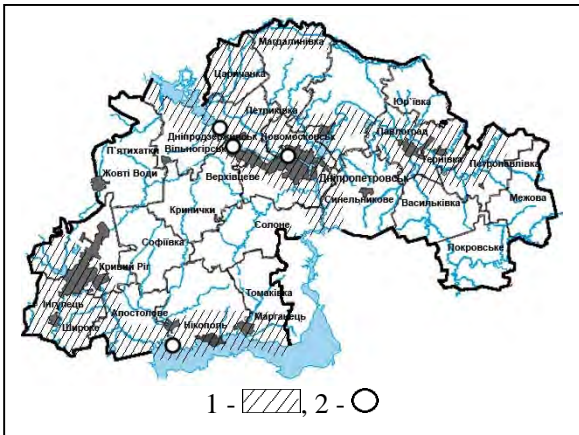 Магдалинівка
Царичанка
Петриківка
Юр`ївка
Дніпродзержинськ Новомосковськ
Павлоград
П`ятихатки
Вільногірськ
Тернівка
Петропавлівка
Жовті Води
Верхівцеве
Дніпропетровськ
Синельникове
Васильківка
Межова
Кринички
Софіївка
Солоне
Покровське
Кривий Ріг
Інгулець
Апостолове
Томаківка
Широке
Нікополь
Марганець
1 - , 2 -